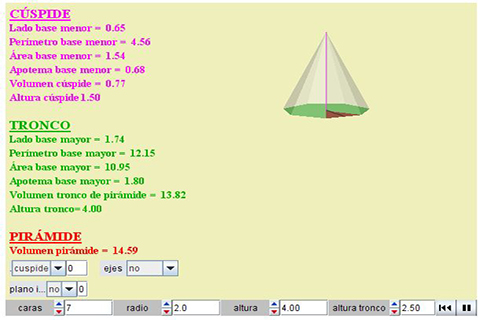 CÚSPIDE
Lado base menor = 0.65
Perímetro base menor = 4.56
Área base menor = 1.54
Apotema base menor = 0.68
Volumen cúspide = 0.77
Altura cúspide1.50
TRONCO
Lado base mayor = 1.74
Perímetro base mayor = 12.15
Área base mayor = 10.95
Apotema base mayor = 1.80
Volumen tronco de pirámide = 13.82
Altura tronco=4.00
PIRÁMIDE
Volumen pirámide = 14.59
.cuspide 0 ejes no
plano i... no 0
caras 7 radio 2.0 altura 4.00 altura tronco 2.50